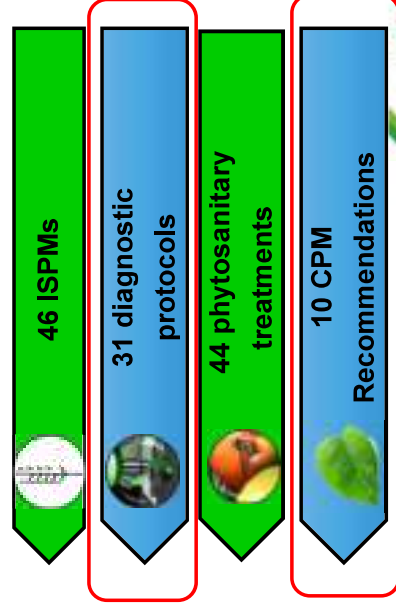 46 ISPMs
31 diagnostic
protocols
44 phytosanitary
treatments
10 CPM
Recommendations